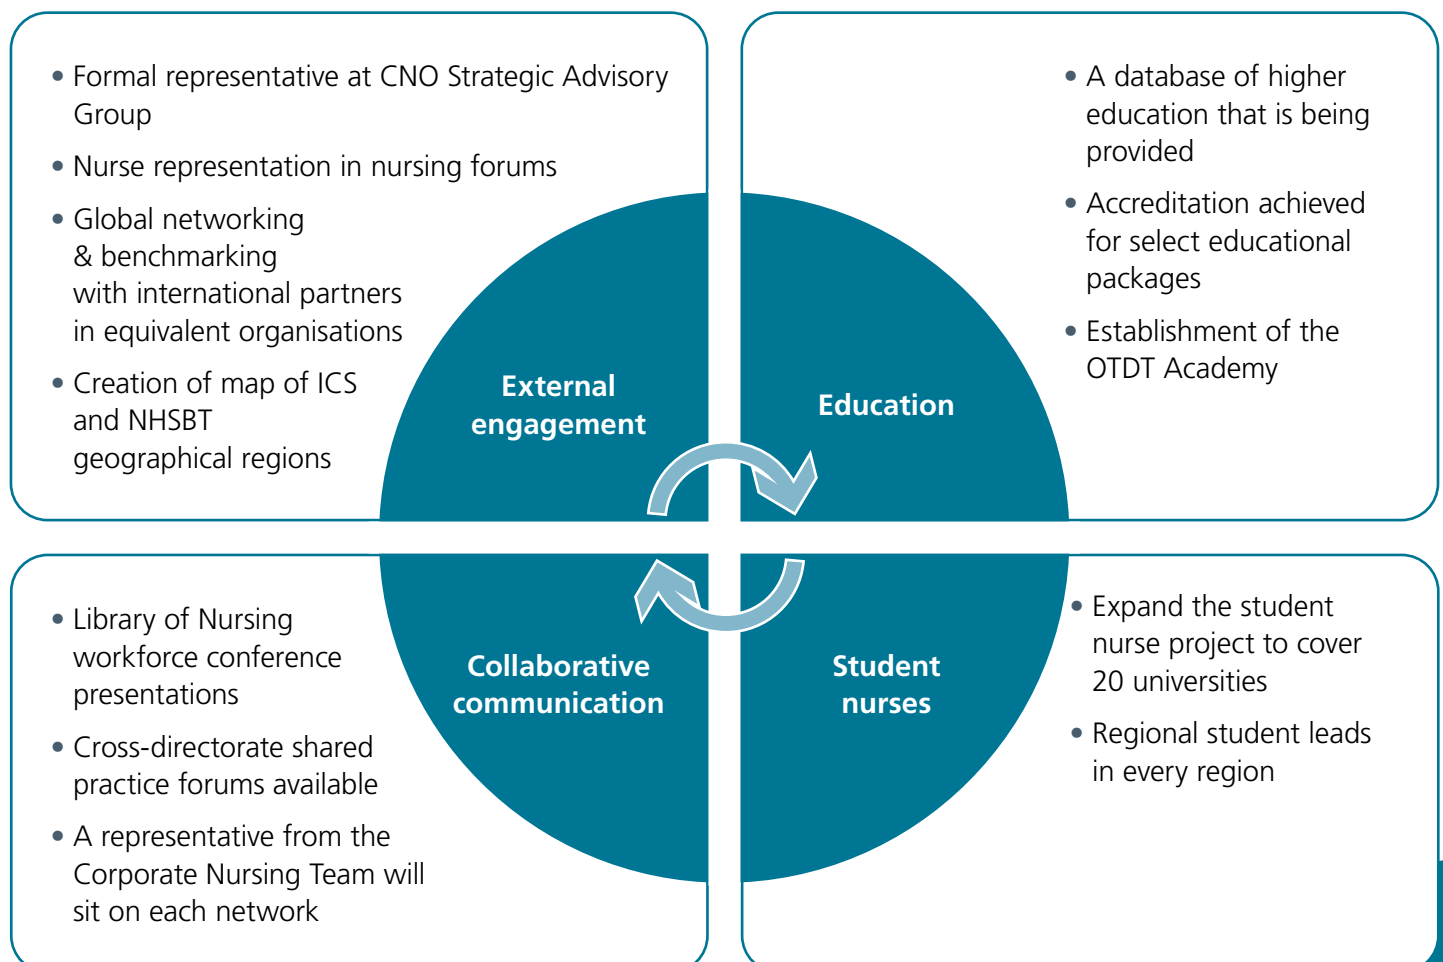 • Formal representative at CNO Strategic Advisory
Group
• Nurse representation in nursing forums
• Global networking
& benchmarking
with international partners
in equivalent organisations
• Creation of map of ICS
and NHSBT
geographical regions
External
engagement
• A database of higher
education that is being
provided
• Accreditation achieved
for select educational
packages
• Establishment of the
OTDT Academy
Education
• Library of Nursing
workforce conference
presentations
• Cross-directorate shared
practice forums available
• A representative from the
Corporate Nursing Team will
sit on each network
Collaborative
communication
• Expand the student
nurse project to cover
20 universities
• Regional student leads
in every region
Student
nurses